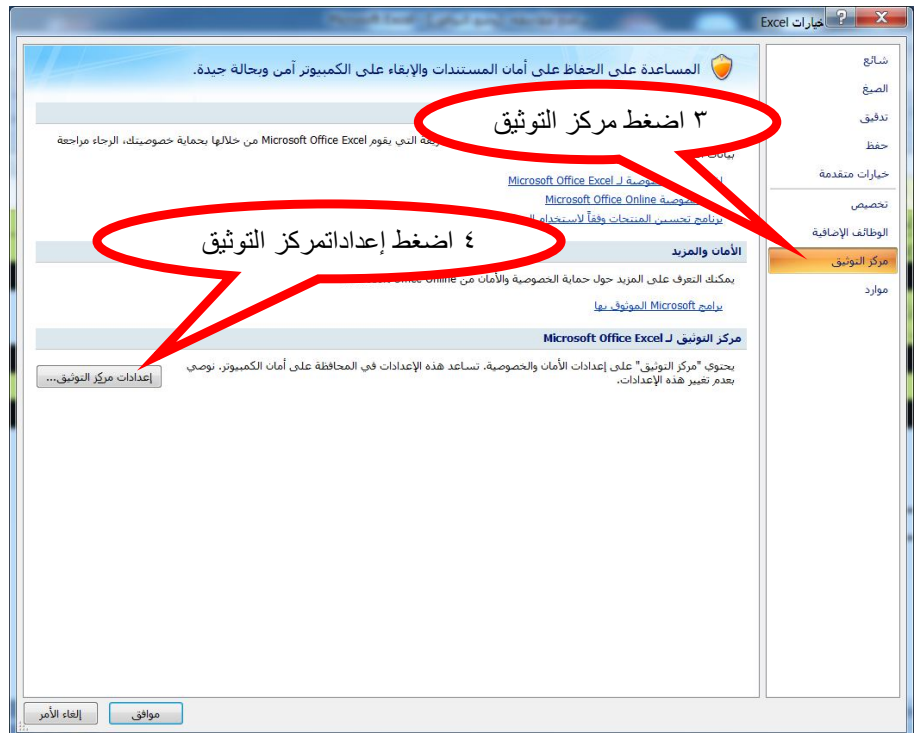 خيارات Excel
شائع
الصيغ
تدقيق
حفظ
خيارات متقدمة
تخصيص
الوظائف الإضافية
مركز التوثيق
موارد
المساعدة على الحفاظ على أمان المستندات والإبقاء على الكمبيوتر آمن وبحالة جيدة.
٣ اضغط مركز التوثيق
التي يقوم Microsoft Office Excel من خلالها بحماية خصوصيتك، الرجاء مراجعة
لـ Microsoft Office Excel
Microsoft Office Online
برنامج تحسين المنتجات وفقاً لاستخدام
٤ اضغط إعداداتمركز التوثيق
الأمان والمزيد
يمكنك التعرف على المزيد حول حماية الخصوصية والأمان من
برامج Microsoft الموثوق بها
مركز التوثيق لـ Microsoft Office Excel
يحتوي "مركز التوثيق" على إعدادات الأمان والخصوصية. تساعد هذه الإعدادات في المحافظة على أمان الكمبيوتر. نوصي
بعدم تغيير هذه الإعدادات.
إعدادات مركز التوثيق...
موافق
إلغاء الأمر